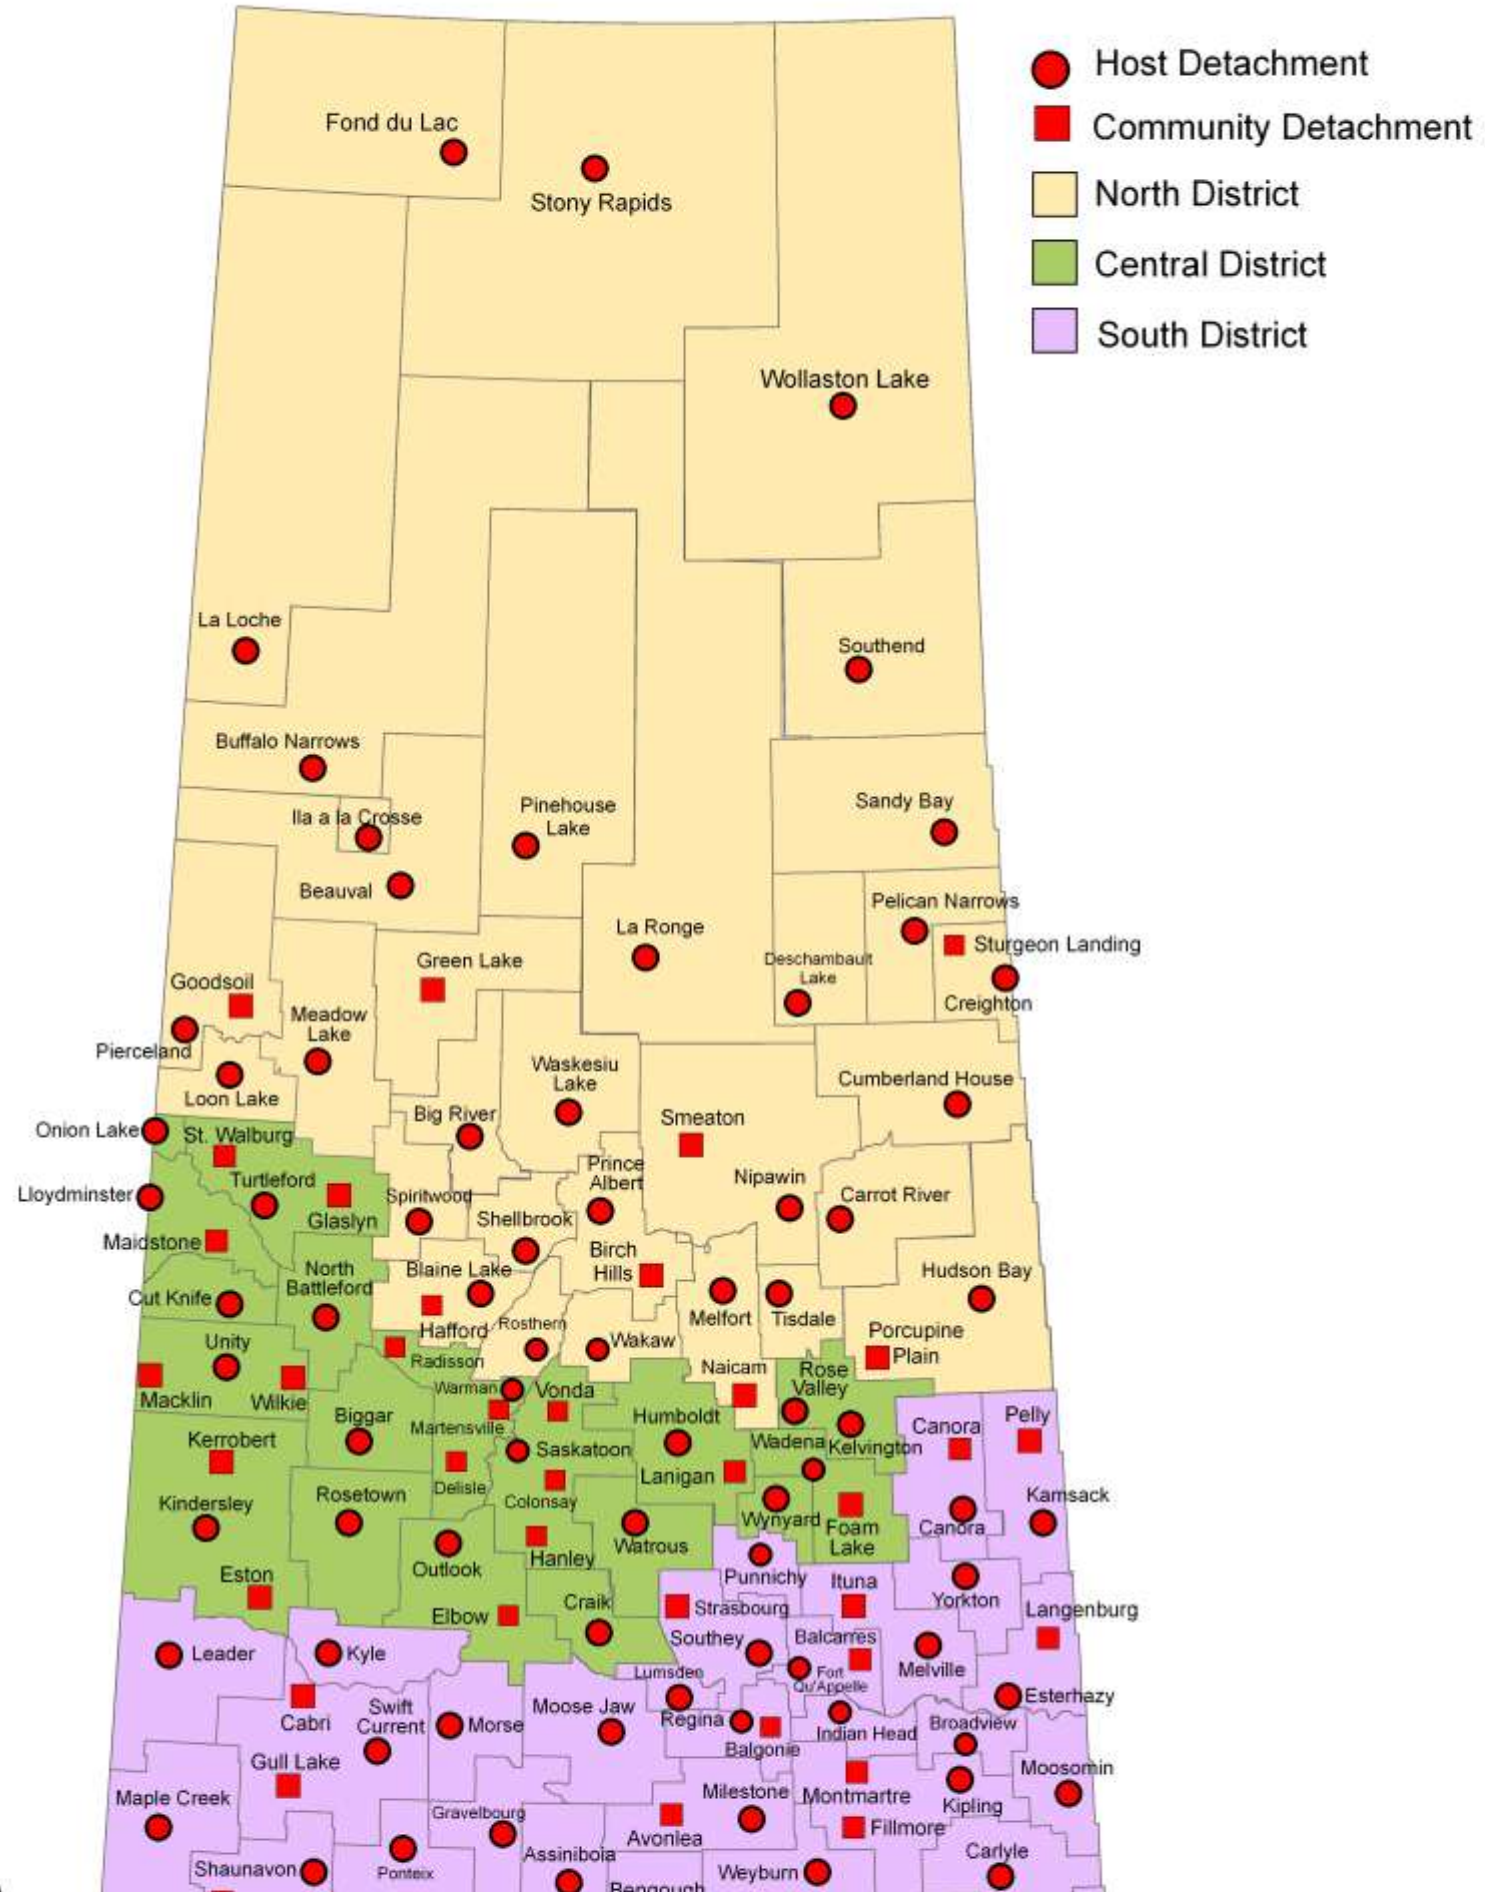 Host Detachment
Community Detachment
North District
Central District
South District
Fond du Lac
Stony Rapids
Wollaston Lake
La Loche
Southend
Buffalo Narrows
Ila a la Crosse
Pinehouse
Lake
Sandy Bay
Beauval
Pelican Narrows
La Ronge
Sturgeon Landing
Deschambault
Lake
Green Lake
Goodsoil
Creighton
Meadow
Lake
Pierceland
Waskesiu
Lake
Cumberland House
Loon Lake
Big River
Smeaton
Onion Lake
St. Walburg
Prince
Albert
Nipawin
Turtleford
Lloydminster
Spiritwood
Carrot River
Glaslyn
Shellbrook
Maidstone
Birch
Hills
North
Battleford
Blaine Lake
Hudson Bay
Cut Knife
Melfort
Tisdale
Hafford
Rosthern
Wakaw
Porcupine
Plain
Unity
Radisson
Naicam
Rose
Valley
Macklin
Wilkie
Warman
Vonda
Biggar
Martensville
Humboldt
Canora
Pelly
Kerrobert
Saskatoon
Wadena
Kelvington
Lanigan
Delisle
Rosetown
Colonsay
Kindersley
Kamsack
Wynyard
Foam
Lake
Canora
Watrous
Hanley
Outlook
Eston
Punnichy
Ituna
Yorkton
Craik
Elbow
Strasbourg
Langenburg
Southey
Balcarres
Leader
Kyle
Lumsden
Fort
Qu'Appelle
Melville
Esterhazy
Swift
Current
Moose Jaw
Cabri
Morse
Regina
Indian Head
Broadview
Balgonie
Gull Lake
Moosomin
Maple Creek
Milestone
Montmartre
Kipling
Gravelbourg
Fillmore
Avonlea
Assiniboia
Carlyle
Shaunavon
Ponteix
Weyburn
Bengough